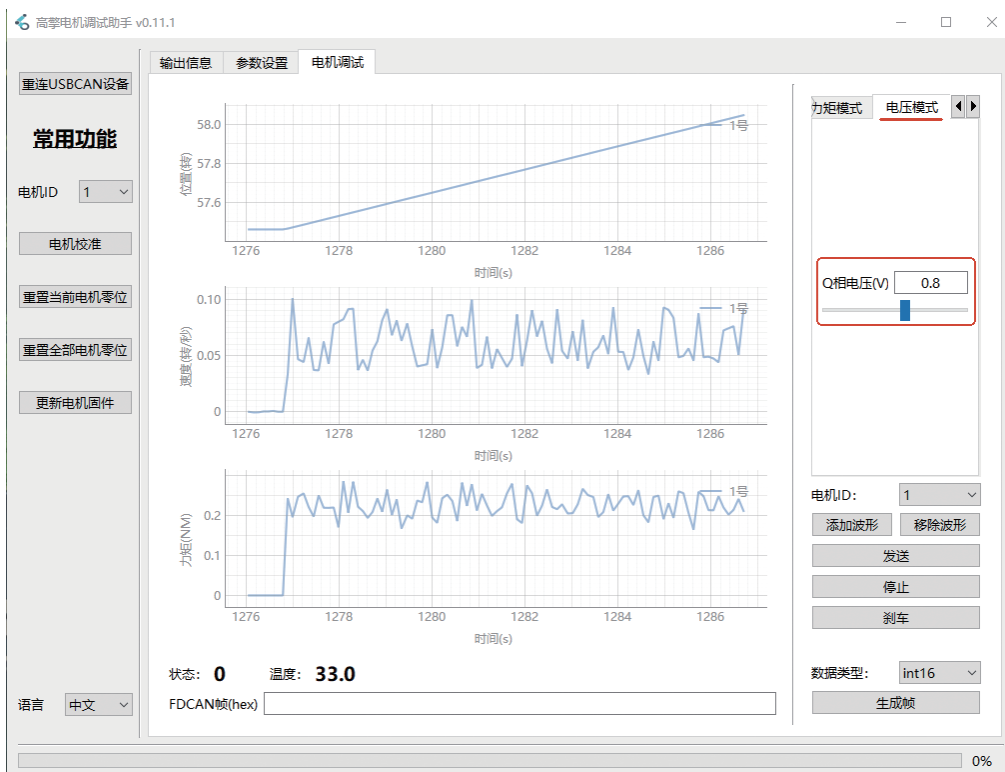 高擎电机调试助手 v0.11.1
重连USBCAN设备
常用功能
电机ID 1
电机校准
重置当前电机零位
重置全部电机零位
更新电机固件
语言 中文
输出信息 参数设置 电机调试
58.0
57.8
57.6
位置(转)
1号
1276 1278 1280 1282 1284 1286
时间(s)
0.10
0.05
0
速度(转/秒)
1号
1276 1278 1280 1282 1284 1286
时间(s)
0.2
0.1
0
力矩(NM)
1号
1276 1278 1280 1282 1284 1286
时间(s)
状态: 0 温度: 33.0
FDCAN帧(hex)
力矩模式 电压模式
Q相电压(V) 0.8
电机ID: 1
添加波形 移除波形
发送
停止
刹车
数据类型: int16
生成帧
0%